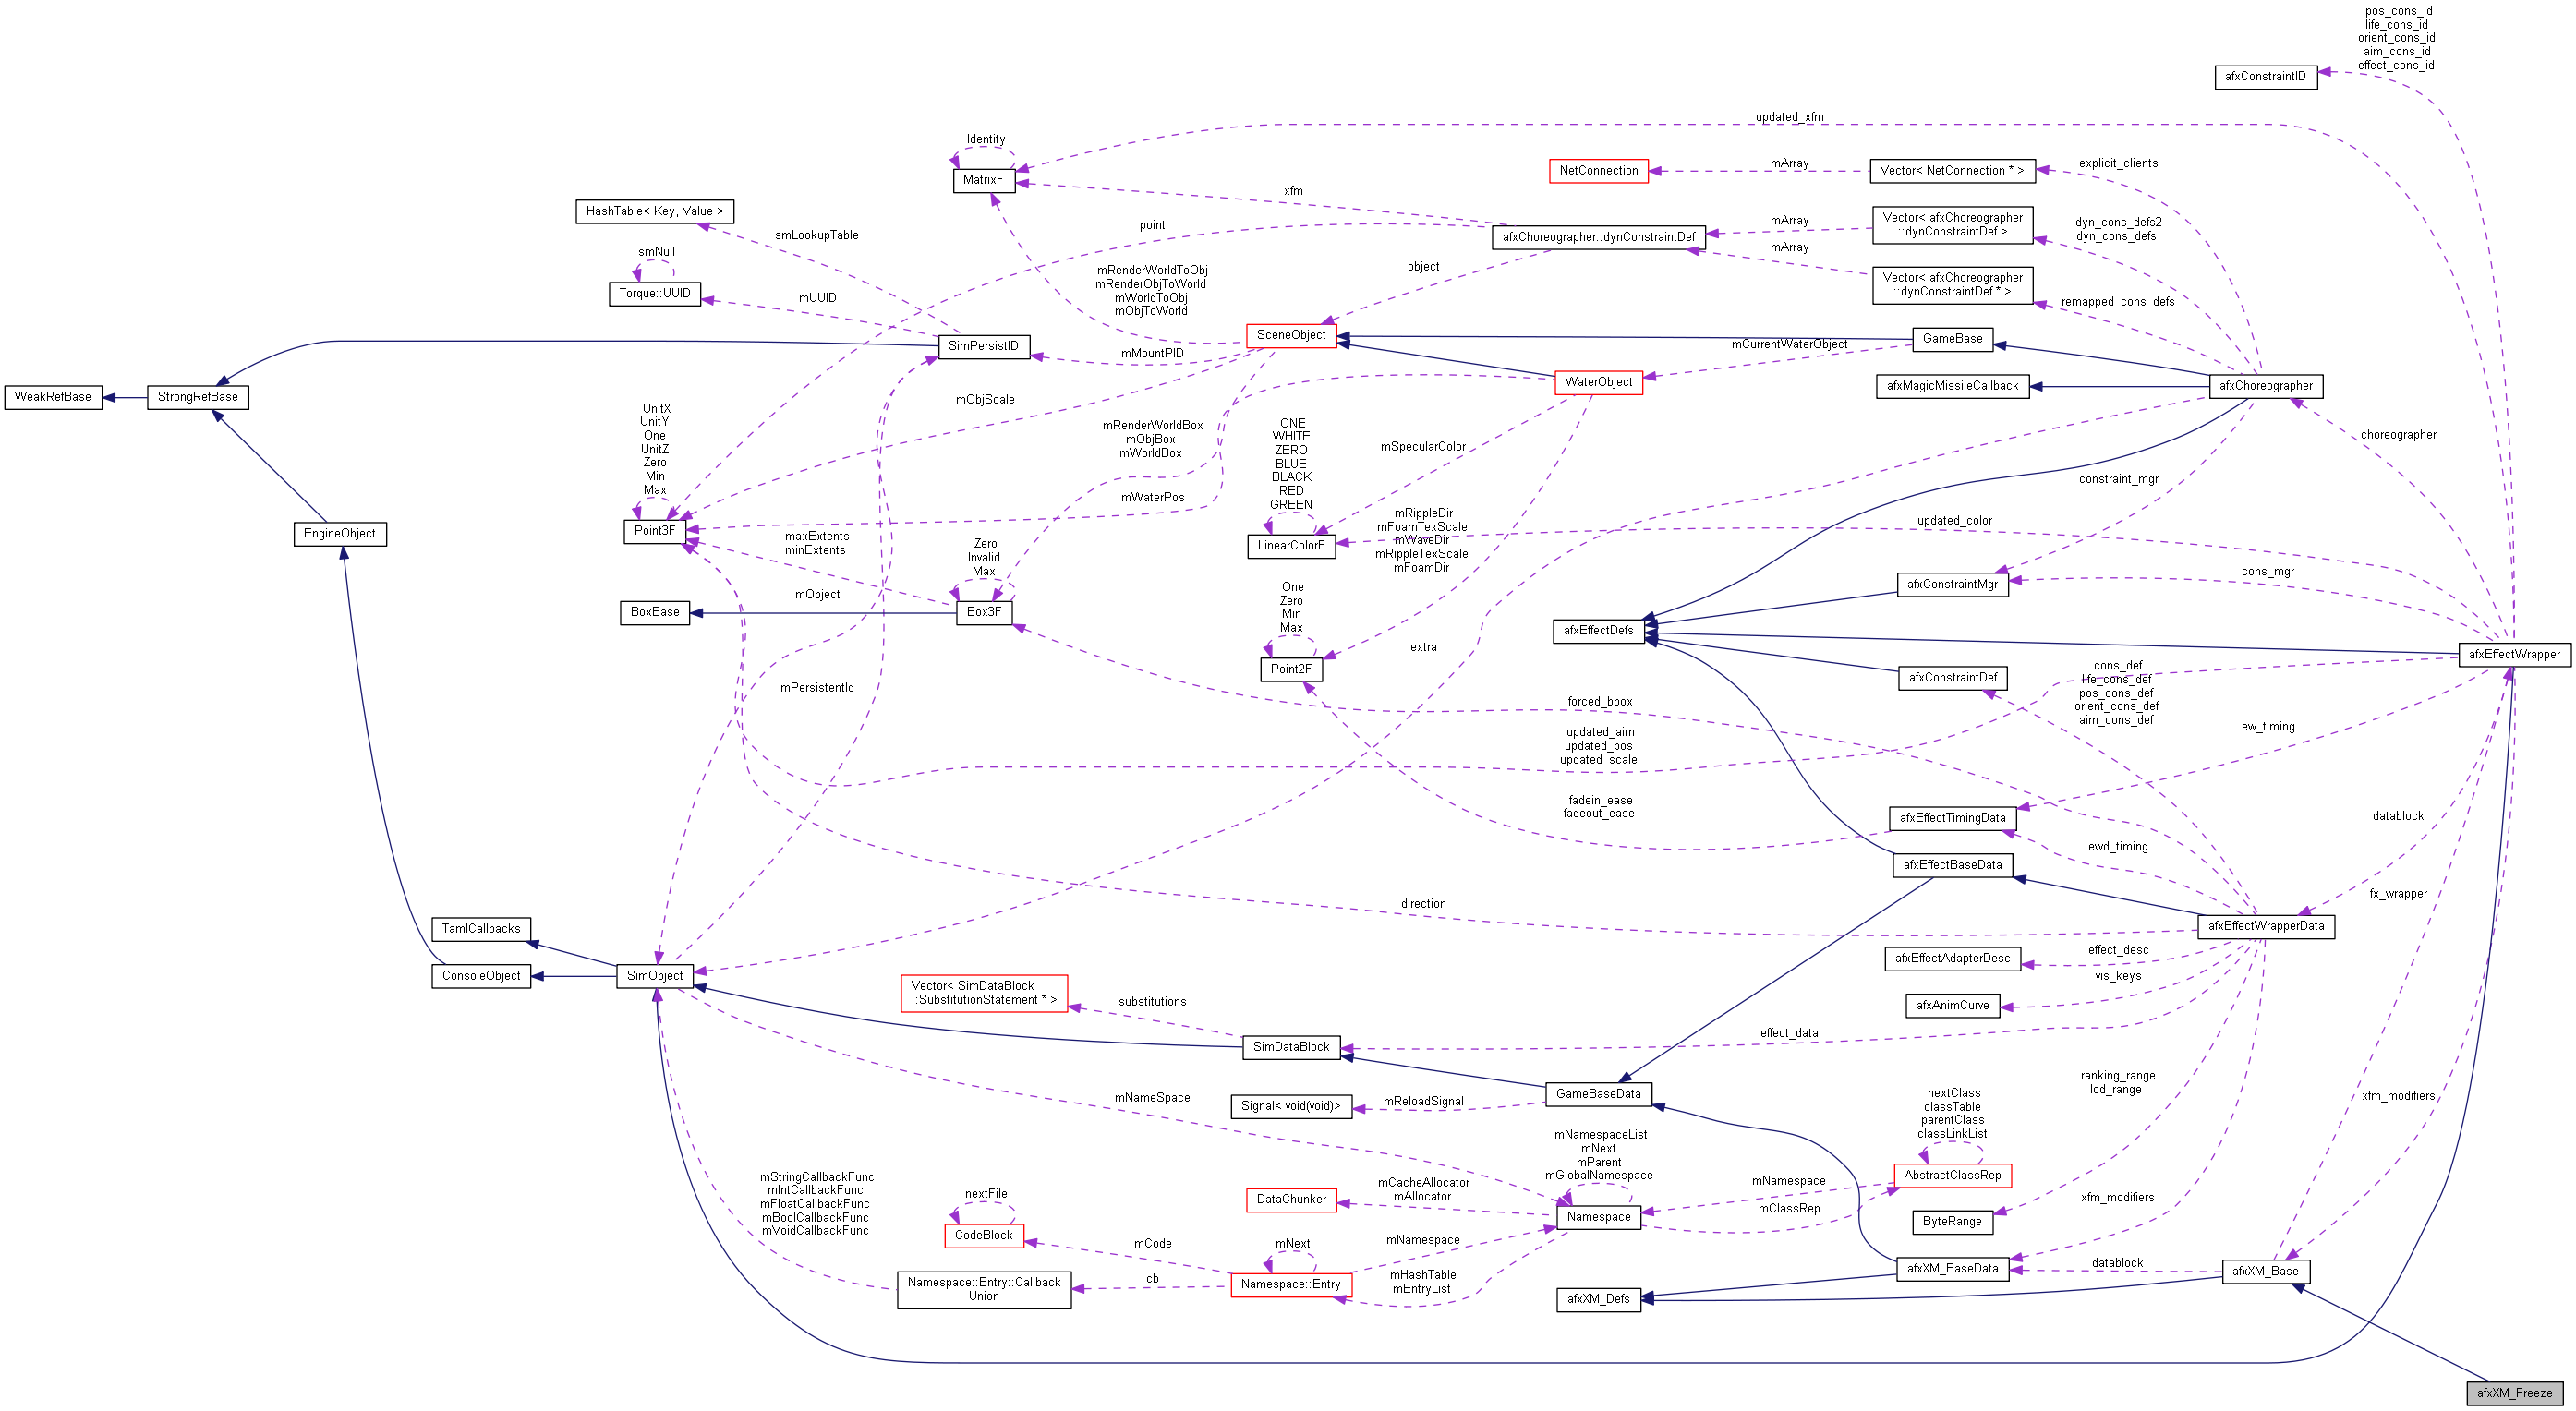 pos_cons_id
life_cons_id
orient_cons_id
aim_cons_id
effect_cons_id
afxConstraintID
updated_xfm
Identity
MatrixF
NetConnection
mArray
Vector< NetConnection * >
explicit_clients
HashTable< Key, Value >
smLookupTable
point
xfm
afxChoreographer::dynConstraintDef
mArray
mArray
Vector< afxChoreographer
::dynConstraintDef >
dyn_cons_defs2
dyn_cons_defs
smNull
Torque::UUID
mUUID
mRenderWorldToObj
mRenderObjToWorld
mWorldToObj
mObjToWorld
object
Vector< afxChoreographer
::dynConstraintDef * >
remapped_cons_defs
SimPersistID
mMountPID
SceneObject
GameBase
mCurrentWaterObject
WeakRefBase
StrongRefBase
WaterObject
afxMagicMissileCallback
afxChoreographer
UnitX
UnitY
One
UnitZ
Zero
Min
Max
Point3F
mObjScale
mRenderWorldBox
mObjBox
mWorldBox
ONE
WHITE
ZERO
BLUE
BLACK
RED
GREEN
LinearColorF
mSpecularColor
choreographer
constraint_mgr
EngineObject
mWaterPos
maxExtents
minExtents
mRippleDir
mFoamTexScale
mWaveDir
mRippleTexScale
mFoamDir
updated_color
Zero
Invalid
Max
Box3F
BoxBase
mObject
One
Zero
Min
Max
Point2F
afxConstraintMgr
cons_mgr
afxEffectDefs
extra
afxEffectWrapper
afxConstraintDef
cons_def
life_cons_def
pos_cons_def
orient_cons_def
aim_cons_def
mPersistentId
forced_bbox
updated_aim
updated_pos
updated_scale
ew_timing
fadein_ease
fadeout_ease
afxEffectTimingData
datablock
ewd_timing
afxEffectBaseData
fx_wrapper
direction
TamlCallbacks
afxEffectWrapperData
ConsoleObject
SimObject
afxEffectAdapterDesc
effect_desc
vis_keys
Vector< SimDataBlock
::SubstitutionStatement * >
substitutions
afxAnimCurve
SimDataBlock
effect_data
mNameSpace
Signal< void(void)>
mReloadSignal
GameBaseData
ranking_range
lod_range
xfm_modifiers
nextClass
classTable
parentClass
classLinkList
AbstractClassRep
mNamespaceList
mNext
mParent
mGlobalNamespace
Namespace
mStringCallbackFunc
mIntCallbackFunc
mFloatCallbackFunc
mBoolCallbackFunc
mVoidCallbackFunc
nextFile
CodeBlock
DataChunker
mCacheAllocator
mAllocator
mNamespace
mClassRep
ByteRange
xfm_modifiers
mCode
mNext
mNamespace
Namespace::Entry::Callback
Union
cb
Namespace::Entry
mHashTable
mEntryList
afxXM_BaseData
datablock
afxXM_Base
afxXM_Defs
afxXM_Freeze